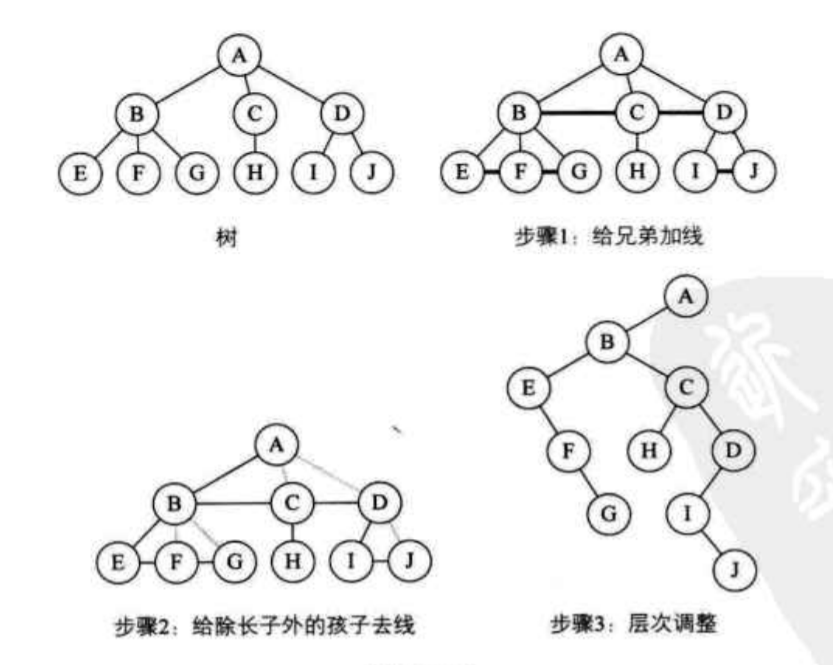 A
B C D
E F G H I J
树
A
B C D
E F G H I J
步骤1：给兄弟加线
A
B C D
E F G H I J
步骤2：给除长子外的孩子去线
A
B
E C
F H D
G I
J
步骤3：层次调整